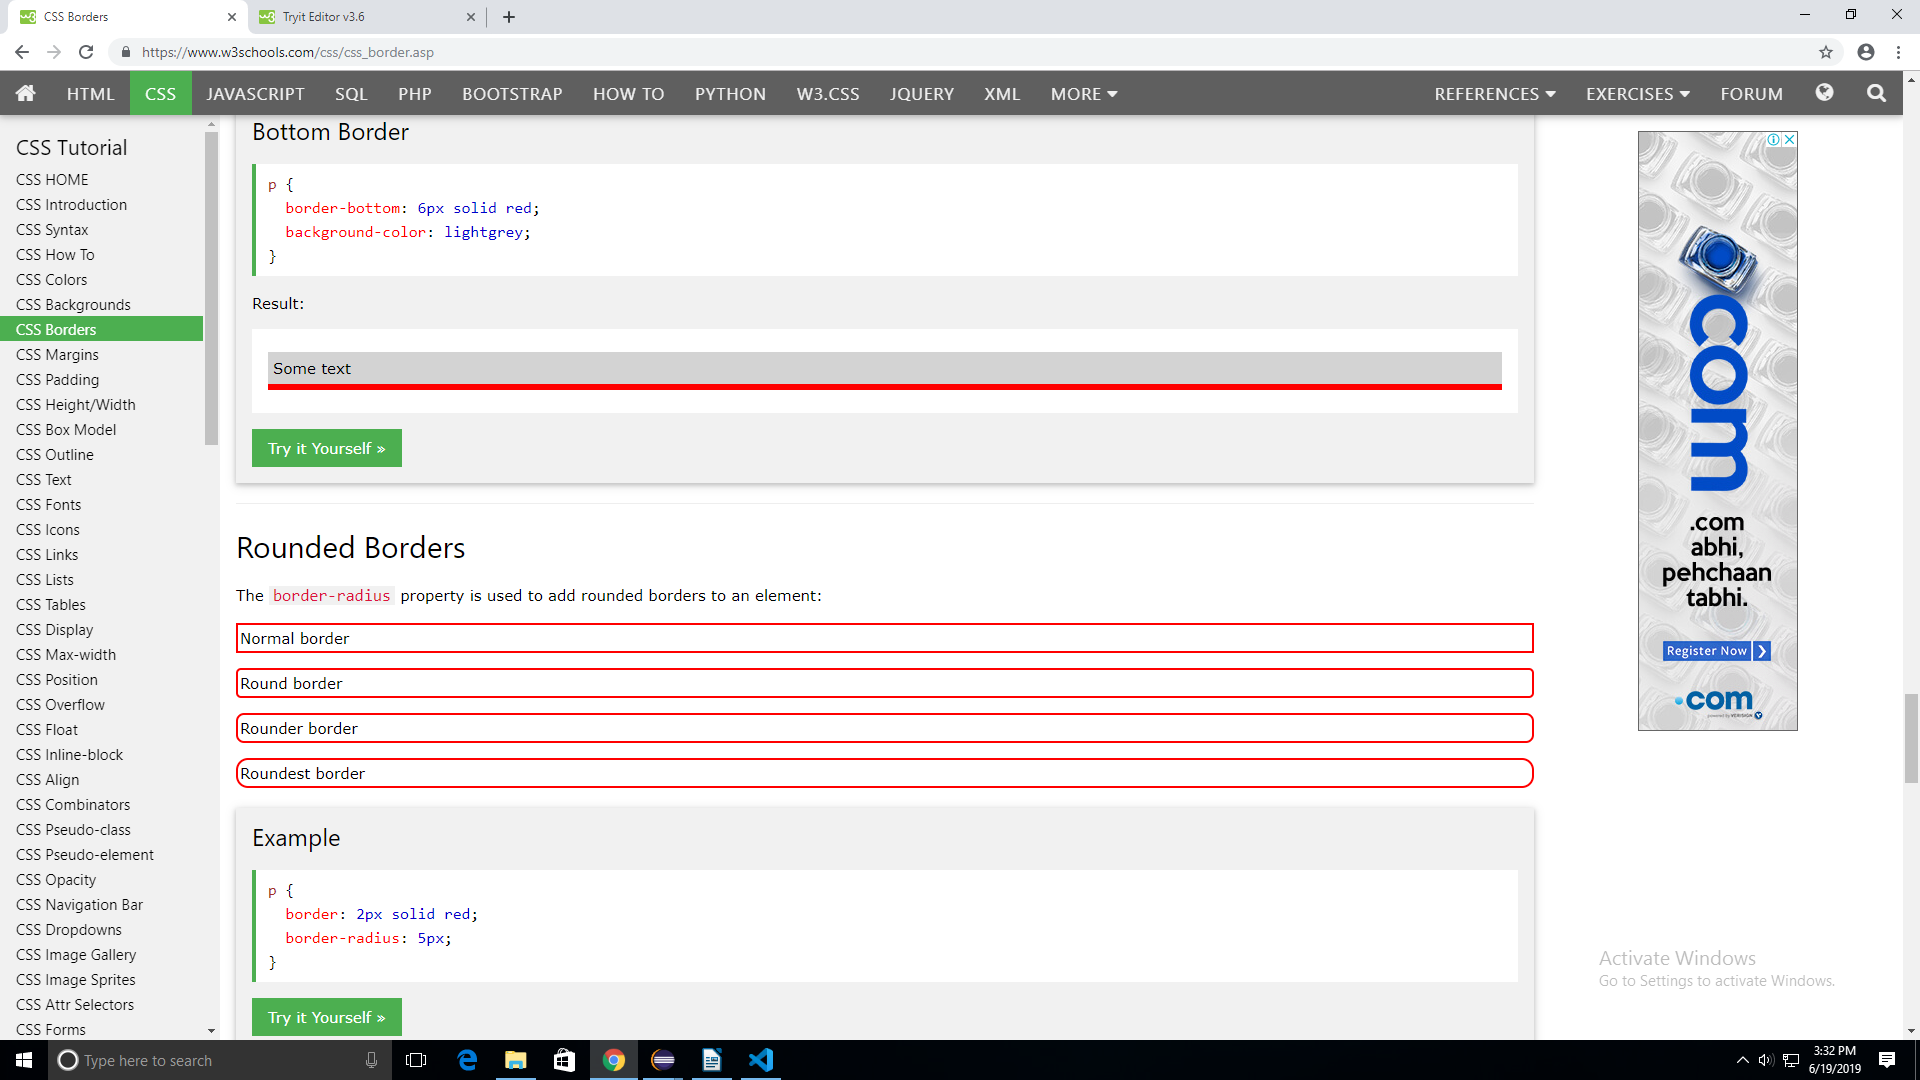 CSS Borders
Tryit Editor v3.6
https://www.w3schools.com/css/css_border.asp
HTML
CSS
JAVASCRIPT
SQL
PHP
BOOTSTRAP
HOW TO
PYTHON
W3.CSS
JQUERY
XML
MORE
REFERENCES
EXERCISES
FORUM
CSS Tutorial
CSS HOME
CSS Introduction
CSS Syntax
CSS How To
CSS Colors
CSS Backgrounds
CSS Borders
CSS Margins
CSS Padding
CSS Height/Width
CSS Box Model
CSS Outline
CSS Text
CSS Fonts
CSS Icons
CSS Links
CSS Lists
CSS Tables
CSS Display
CSS Max-width
CSS Position
CSS Overflow
CSS Float
CSS Inline-block
CSS Align
CSS Combinators
CSS Pseudo-class
CSS Pseudo-element
CSS Opacity
CSS Navigation Bar
CSS Dropdowns
CSS Image Gallery
CSS Image Sprites
CSS Attr Selectors
CSS Forms
Bottom Border
p {
border-bottom: 6px solid red;
background-color: lightgrey;
}
Result:
Some text
Try it Yourself »
Rounded Borders
The border-radius property is used to add rounded borders to an element:
Normal border
Round border
Rounder border
Roundest border
Example
p {
border: 2px solid red;
border-radius: 5px;
}
Try it Yourself »
com
.com
abhi,
pehchaan
tabhi.
Register Now ❯
.com
powered by VERISIGN
Activate Windows
Go to Settings to activate Windows.
Type here to search
3:32 PM
6/19/2019